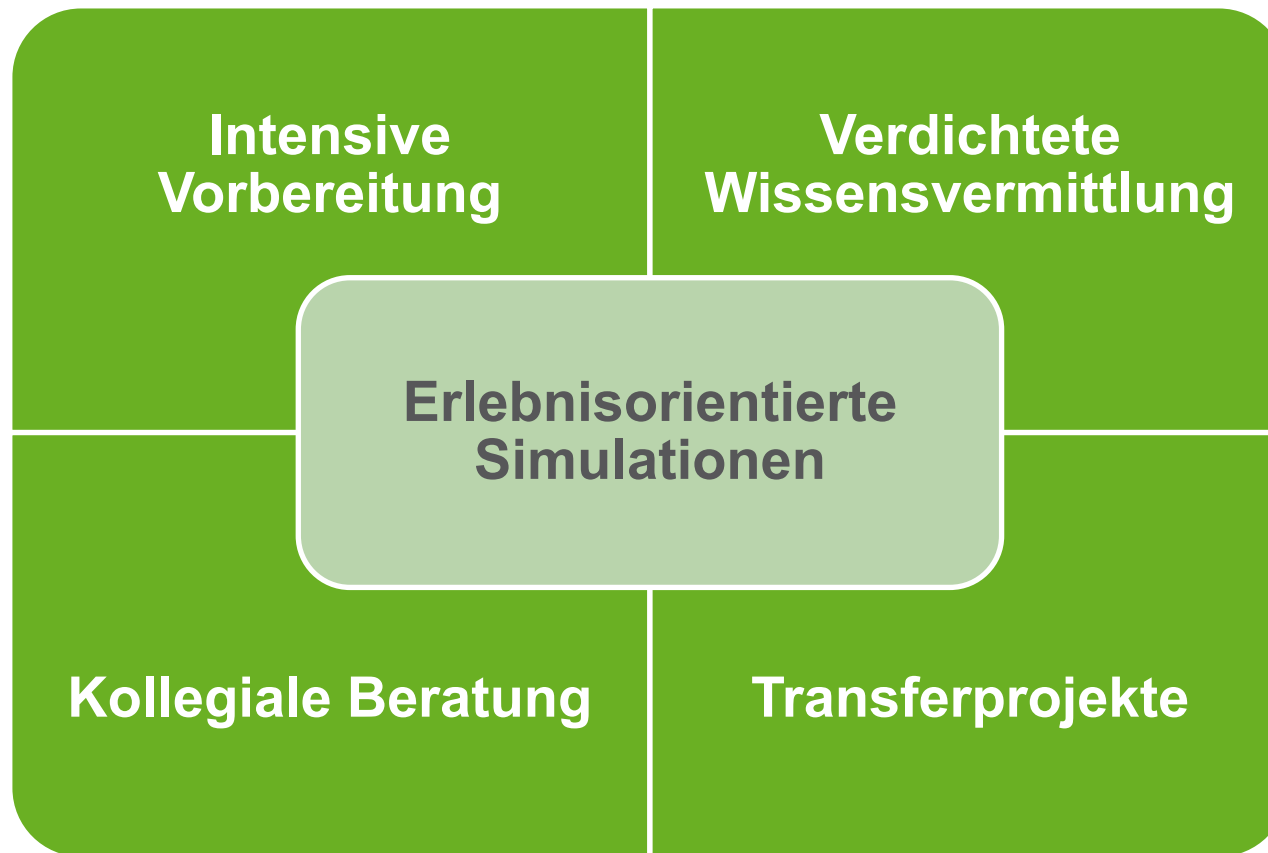 Intensive
Vorbereitung
Verdichtete
Wissensvermittlung
Erlebnisorientierte
Simulationen
Kollegiale Beratung
Transferprojekte